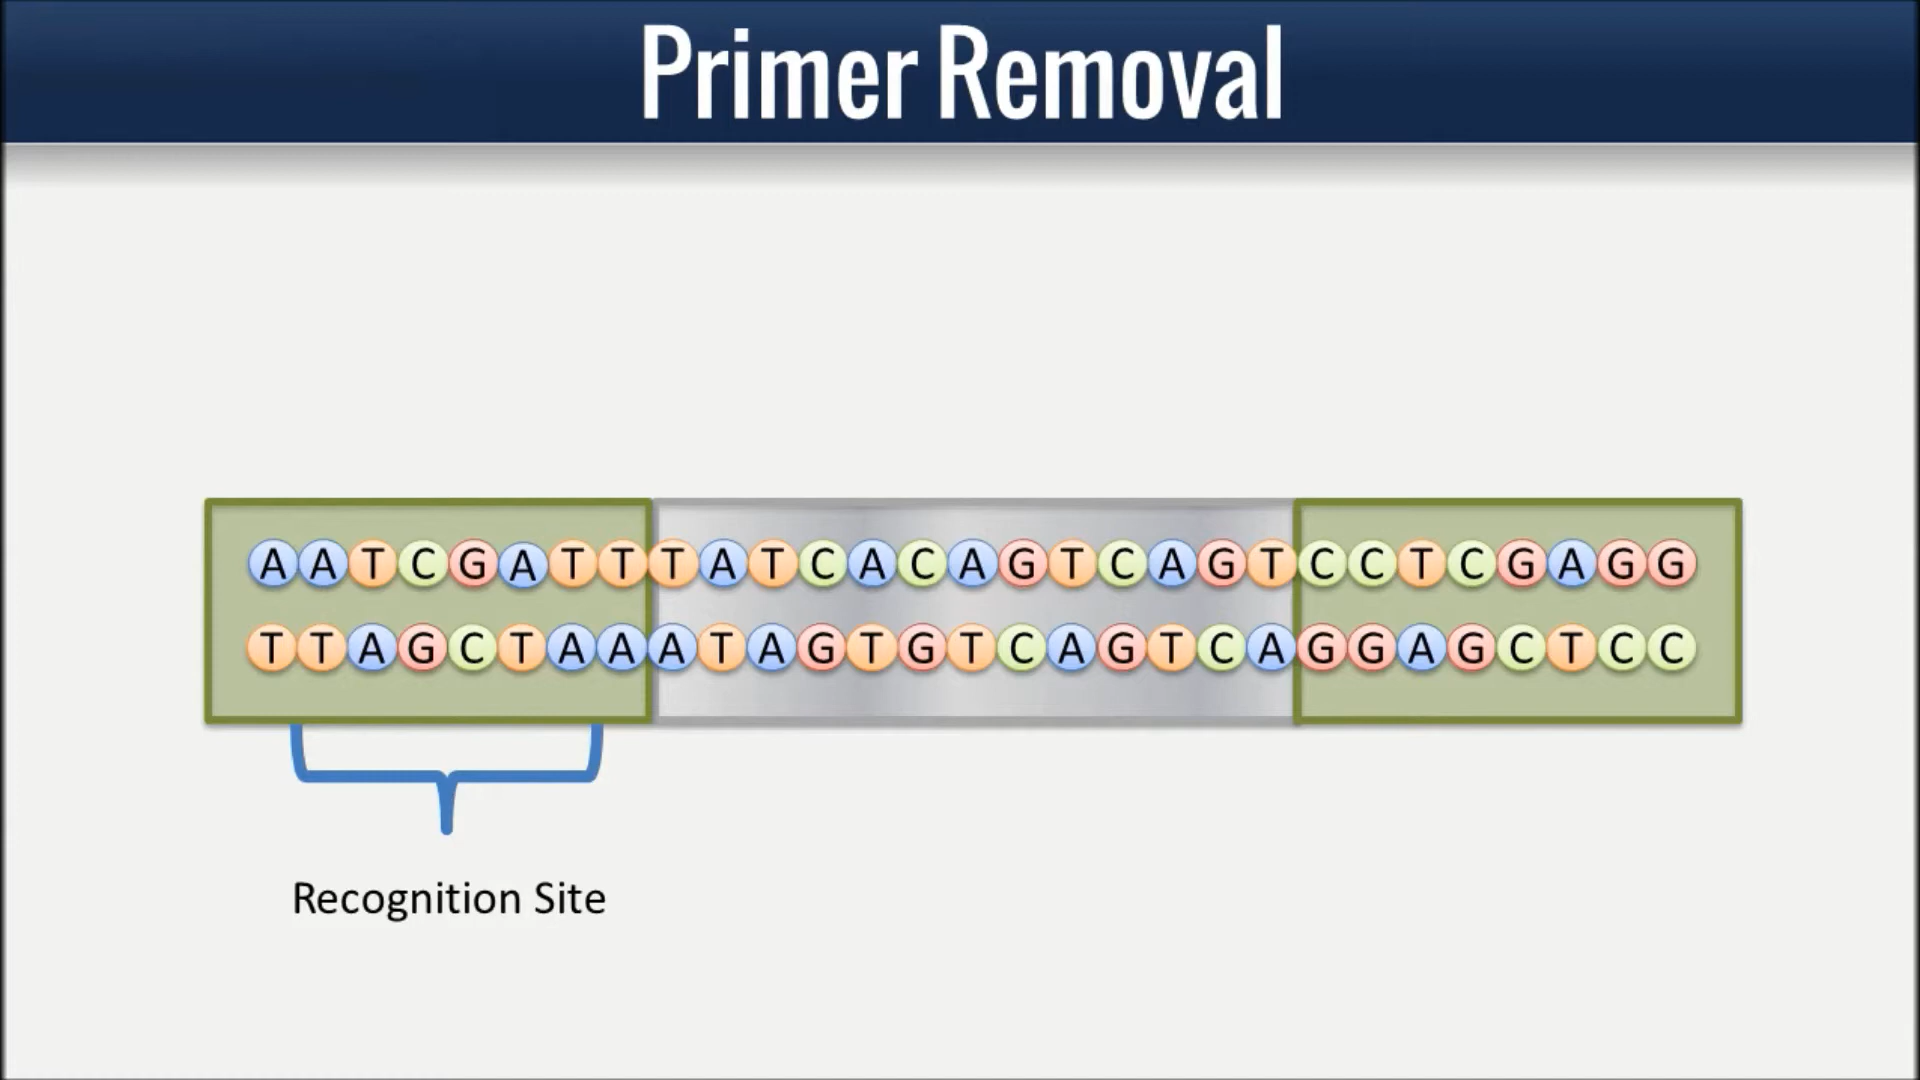 Primer Removal
AATCGATTTATCACAGTCAGTCCTCGAGG
TTAGCTAAATAGTGTCAGTCAGGAGCTCC
Recognition Site